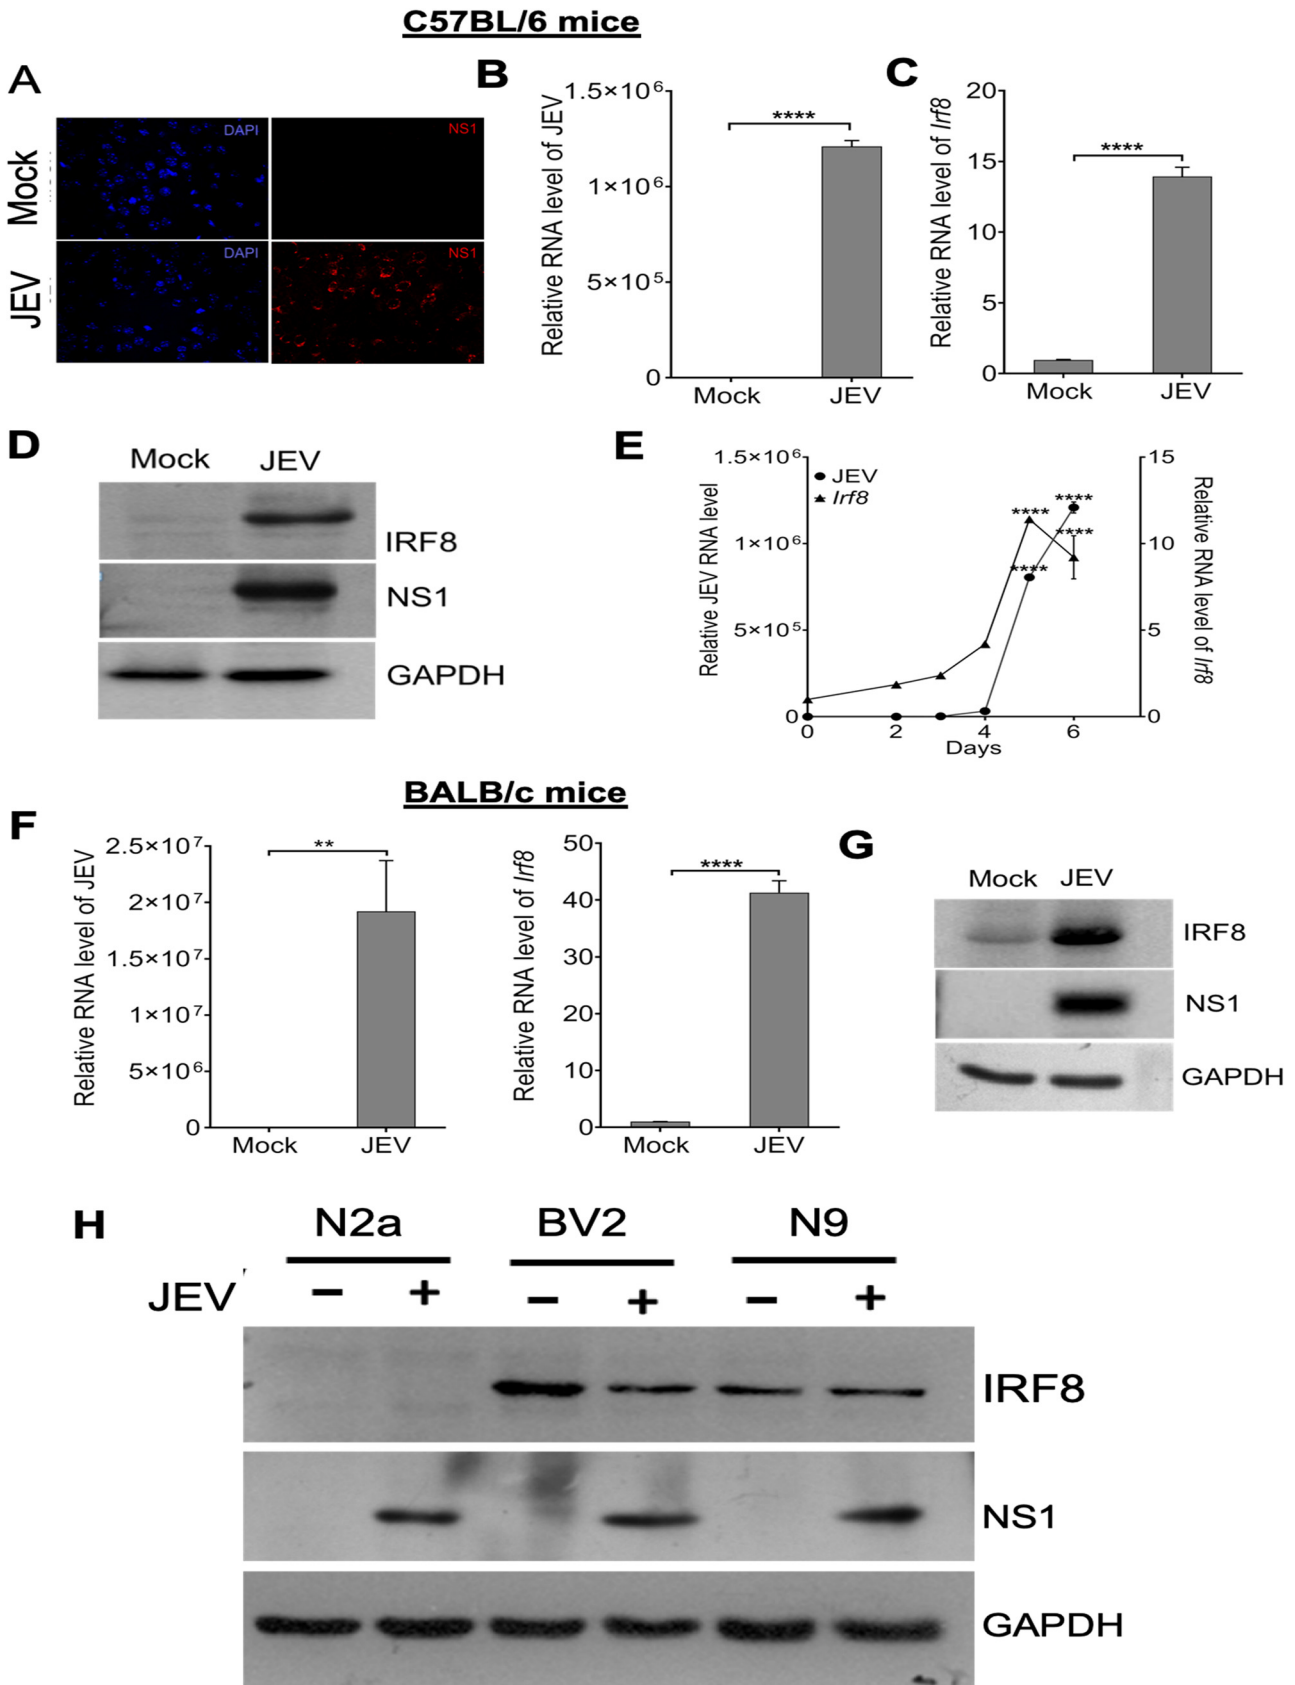 C57BL/6 mice
A
Mock
JEV
DAPI
NS1
DAPI
NS1
B
Relative RNA level of JEV
1.5×10⁶
1×10⁶
5×10⁵
0
****
Mock
JEV
C
Relative RNA level of Irf8
20
15
10
5
0
****
Mock
JEV
D
Mock
JEV
IRF8
NS1
GAPDH
E
Relative JEV RNA level
1.5×10⁶
1×10⁶
5×10⁵
0
JEV
Irf8
****
****
****
****
15
10
5
0
Relative RNA level of Irf8
0
2
4
6
Days
BALB/c mice
F
Relative RNA level of JEV
2.5×10⁷
2×10⁷
1.5×10⁷
1×10⁷
5×10⁶
0
**
Mock
JEV
Relative RNA level of Irf8
50
40
30
20
10
0
****
Mock
JEV
G
Mock
JEV
IRF8
NS1
GAPDH
H
N2a
BV2
N9
JEV
− + − + − +
IRF8
NS1
GAPDH